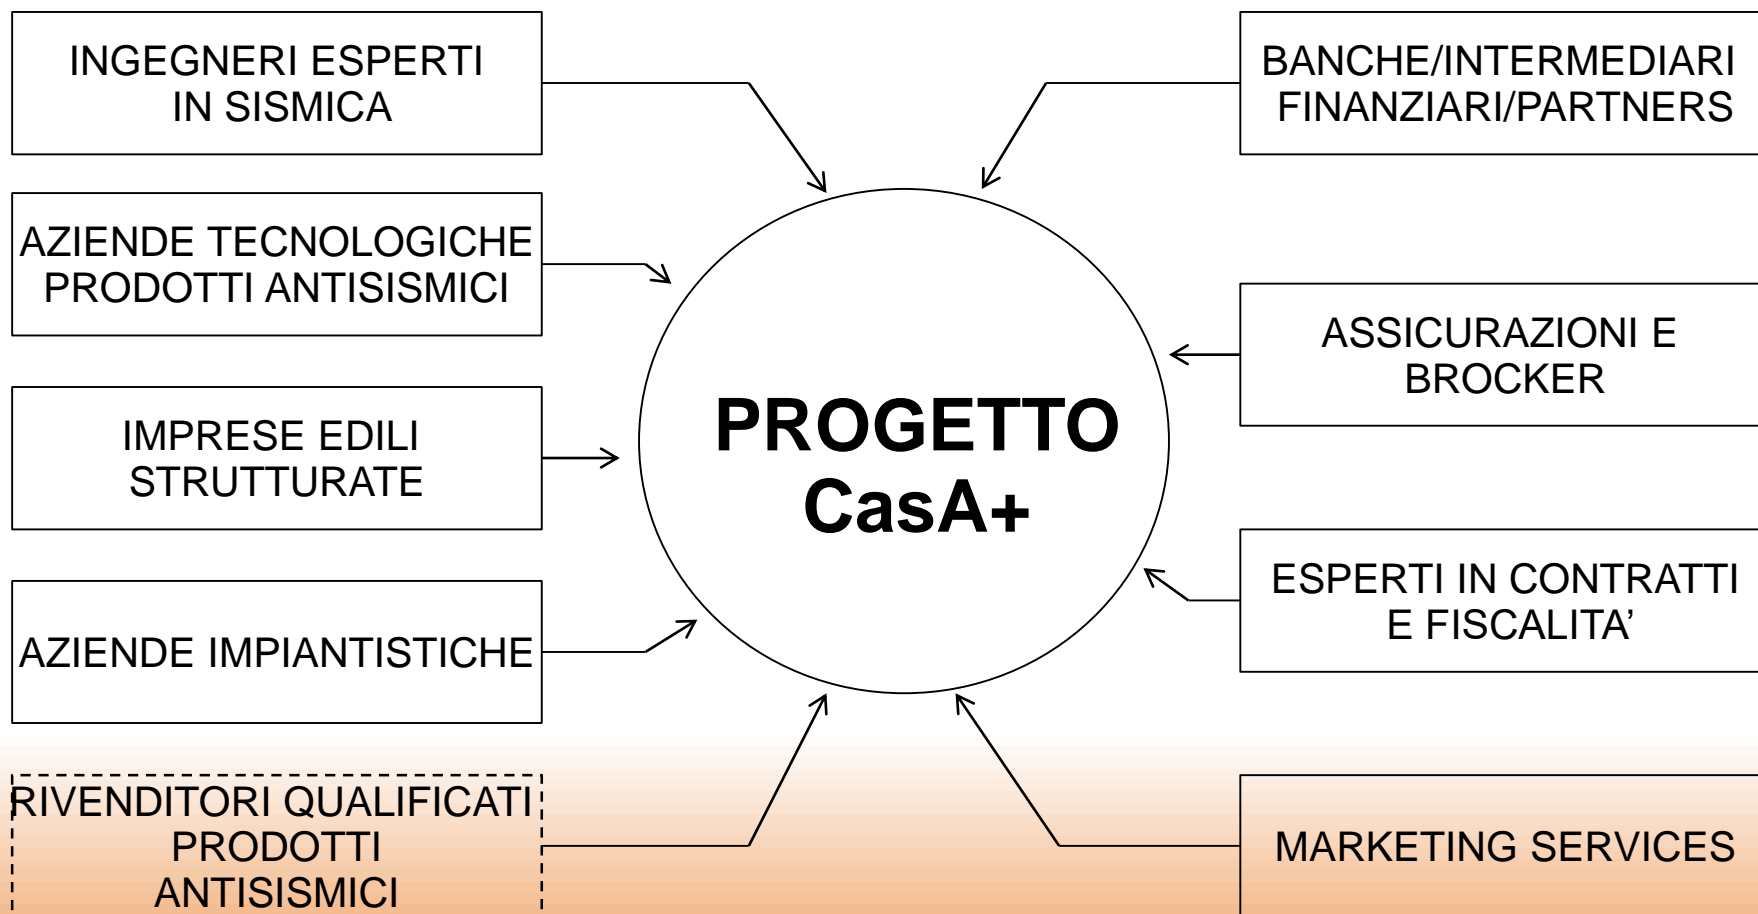 INGEGNERI ESPERTI
IN SISMICA
AZIENDE TECNOLOGICHE
PRODOTTI ANTISISMICI
IMPRESE EDILI
STRUTTURATE
AZIENDE IMPIANTISTICHE
RIVENDITORI QUALIFICATI
PRODOTTI
ANTISISMICI
PROGETTO
CasA+
BANCHE/INTERMEDIARI
FINANZIARI/PARTNERS
ASSICURAZIONI E
BROCKER
ESPERTI IN CONTRATTI
E FISCALITA’
MARKETING SERVICES